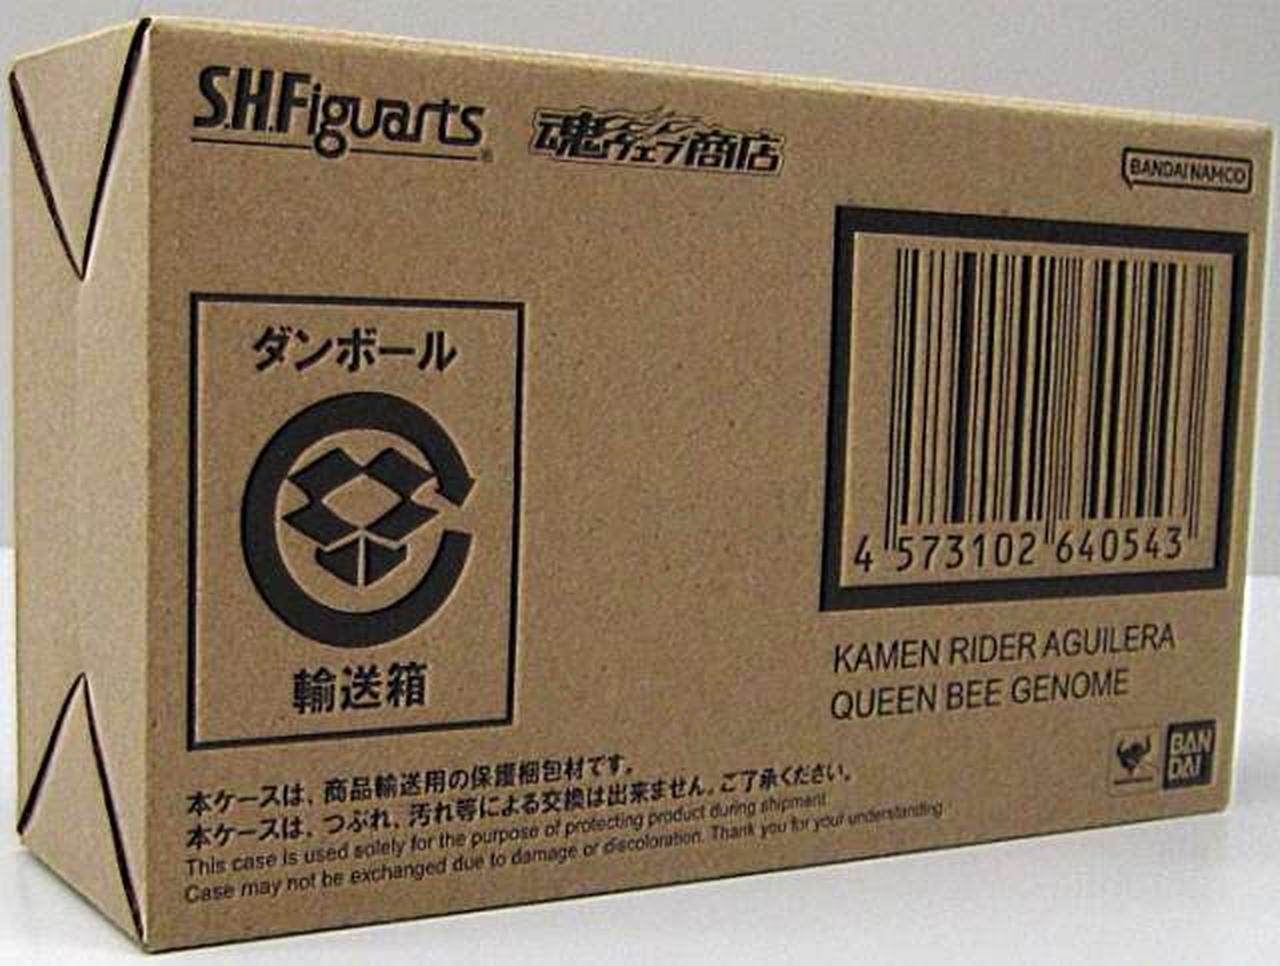 S.H.Figuarts
魂ウェブ商店
BANDAI NAMCO
ダンボール
輸送箱
4 573102 640543
KAMEN RIDER AGUILERA
QUEEN BEE GENOME
BAN
DAI
本ケースは、商品輸送用の保護梱包材です。
本ケースは、つぶれ、汚れ等による交換は出来ません。ご了承ください。
This case is used solely for the purpose of protecting product during shipment.
Case may not be exchanged due to damage or discoloration. Thank you for your understanding.